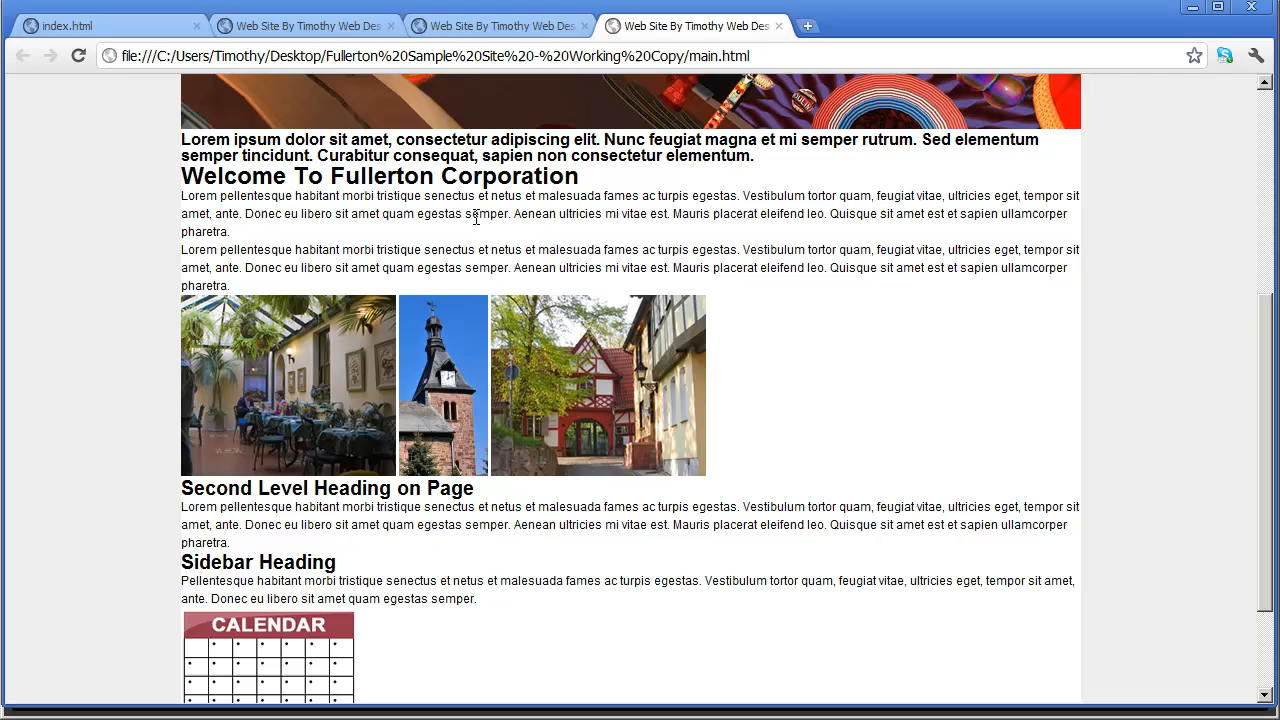 index.html
Web Site By Timothy Web Des
Web Site By Timothy Web Des
Web Site By Timothy Web Des
file:///C:/Users/Timothy/Desktop/Fullerton%20Sample%20Site%20-%20Working%20Copy/main.html
Lorem ipsum dolor sit amet, consectetur adipiscing elit. Nunc feugiat magna et mi semper rutrum. Sed elementum
semper tincidunt. Curabitur consequat, sapien non consectetur elementum.
Welcome To Fullerton Corporation
Lorem pellentesque habitant morbi tristique senectus et netus et malesuada fames ac turpis egestas. Vestibulum tortor quam, feugiat vitae, ultricies eget, tempor sit
amet, ante. Donec eu libero sit amet quam egestas semper. Aenean ultricies mi vitae est. Mauris placerat eleifend leo. Quisque sit amet est et sapien ullamcorper
pharetra.
Lorem pellentesque habitant morbi tristique senectus et netus et malesuada fames ac turpis egestas. Vestibulum tortor quam, feugiat vitae, ultricies eget, tempor sit
amet, ante. Donec eu libero sit amet quam egestas semper. Aenean ultricies mi vitae est. Mauris placerat eleifend leo. Quisque sit amet est et sapien ullamcorper
pharetra.
Second Level Heading on Page
Lorem pellentesque habitant morbi tristique senectus et netus et malesuada fames ac turpis egestas. Vestibulum tortor quam, feugiat vitae, ultricies eget, tempor sit
amet, ante. Donec eu libero sit amet quam egestas semper. Aenean ultricies mi vitae est. Mauris placerat eleifend leo. Quisque sit amet est et sapien ullamcorper
pharetra.
Sidebar Heading
Pellentesque habitant morbi tristique senectus et netus et malesuada fames ac turpis egestas. Vestibulum tortor quam, feugiat vitae, ultricies eget, tempor sit amet,
ante. Donec eu libero sit amet quam egestas semper.
CALENDAR